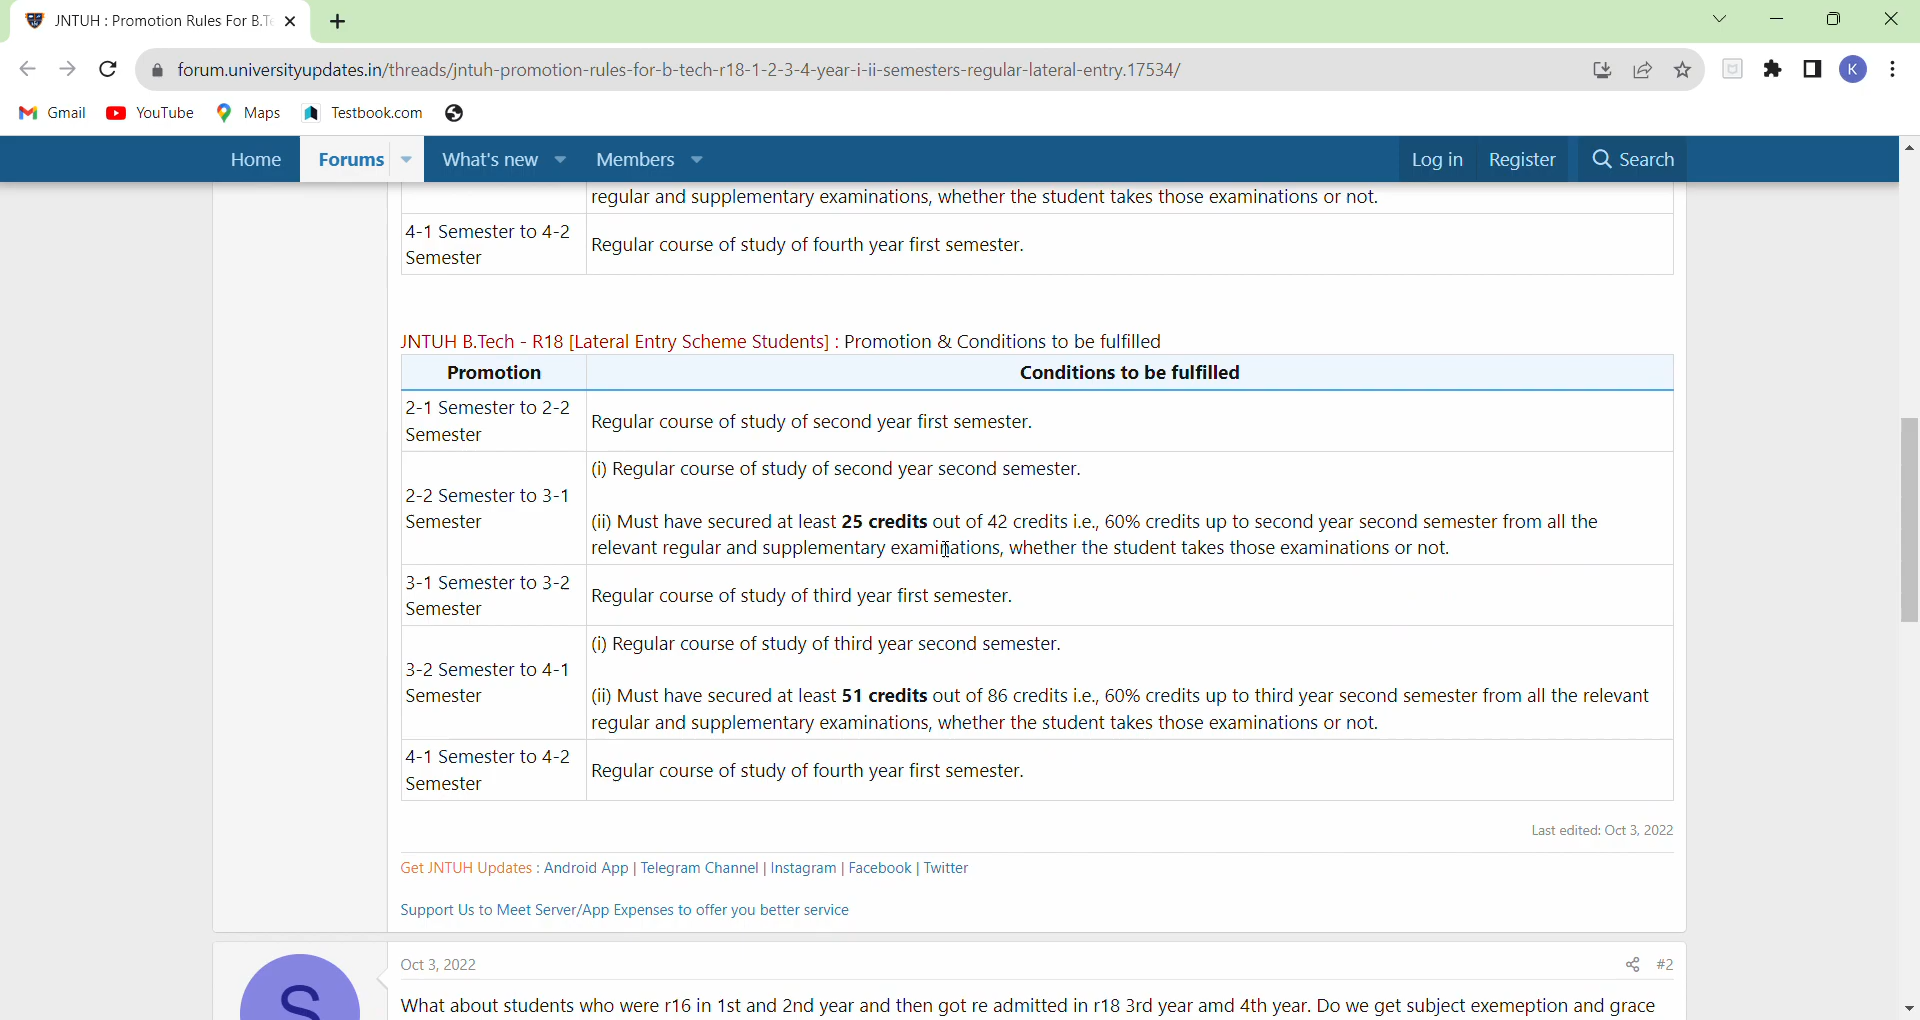 JNTUH : Promotion Rules For B.Te
forum.universityupdates.in/threads/jntuh-promotion-rules-for-b-tech-r18-1-2-3-4-year-i-ii-semesters-regular-lateral-entry.17534/
K
Gmail YouTube Maps Testbook.com
Home Forums What's new Members Log in Register Search
regular and supplementary examinations, whether the student takes those examinations or not.
4-1 Semester to 4-2
Semester
Regular course of study of fourth year first semester.
JNTUH B.Tech - R18 [Lateral Entry Scheme Students] : Promotion & Conditions to be fulfilled
Promotion Conditions to be fulfilled
2-1 Semester to 2-2
Semester
Regular course of study of second year first semester.
2-2 Semester to 3-1
Semester
(i) Regular course of study of second year second semester.
(ii) Must have secured at least 25 credits out of 42 credits i.e., 60% credits up to second year second semester from all the
relevant regular and supplementary examinations, whether the student takes those examinations or not.
3-1 Semester to 3-2
Semester
Regular course of study of third year first semester.
3-2 Semester to 4-1
Semester
(i) Regular course of study of third year second semester.
(ii) Must have secured at least 51 credits out of 86 credits i.e., 60% credits up to third year second semester from all the relevant
regular and supplementary examinations, whether the student takes those examinations or not.
4-1 Semester to 4-2
Semester
Regular course of study of fourth year first semester.
Last edited: Oct 3, 2022
Get JNTUH Updates : Android App | Telegram Channel | Instagram | Facebook | Twitter
Support Us to Meet Server/App Expenses to offer you better service
S
Oct 3, 2022 #2
What about students who were r16 in 1st and 2nd year and then got re admitted in r18 3rd year amd 4th year. Do we get subject exemeption and grace